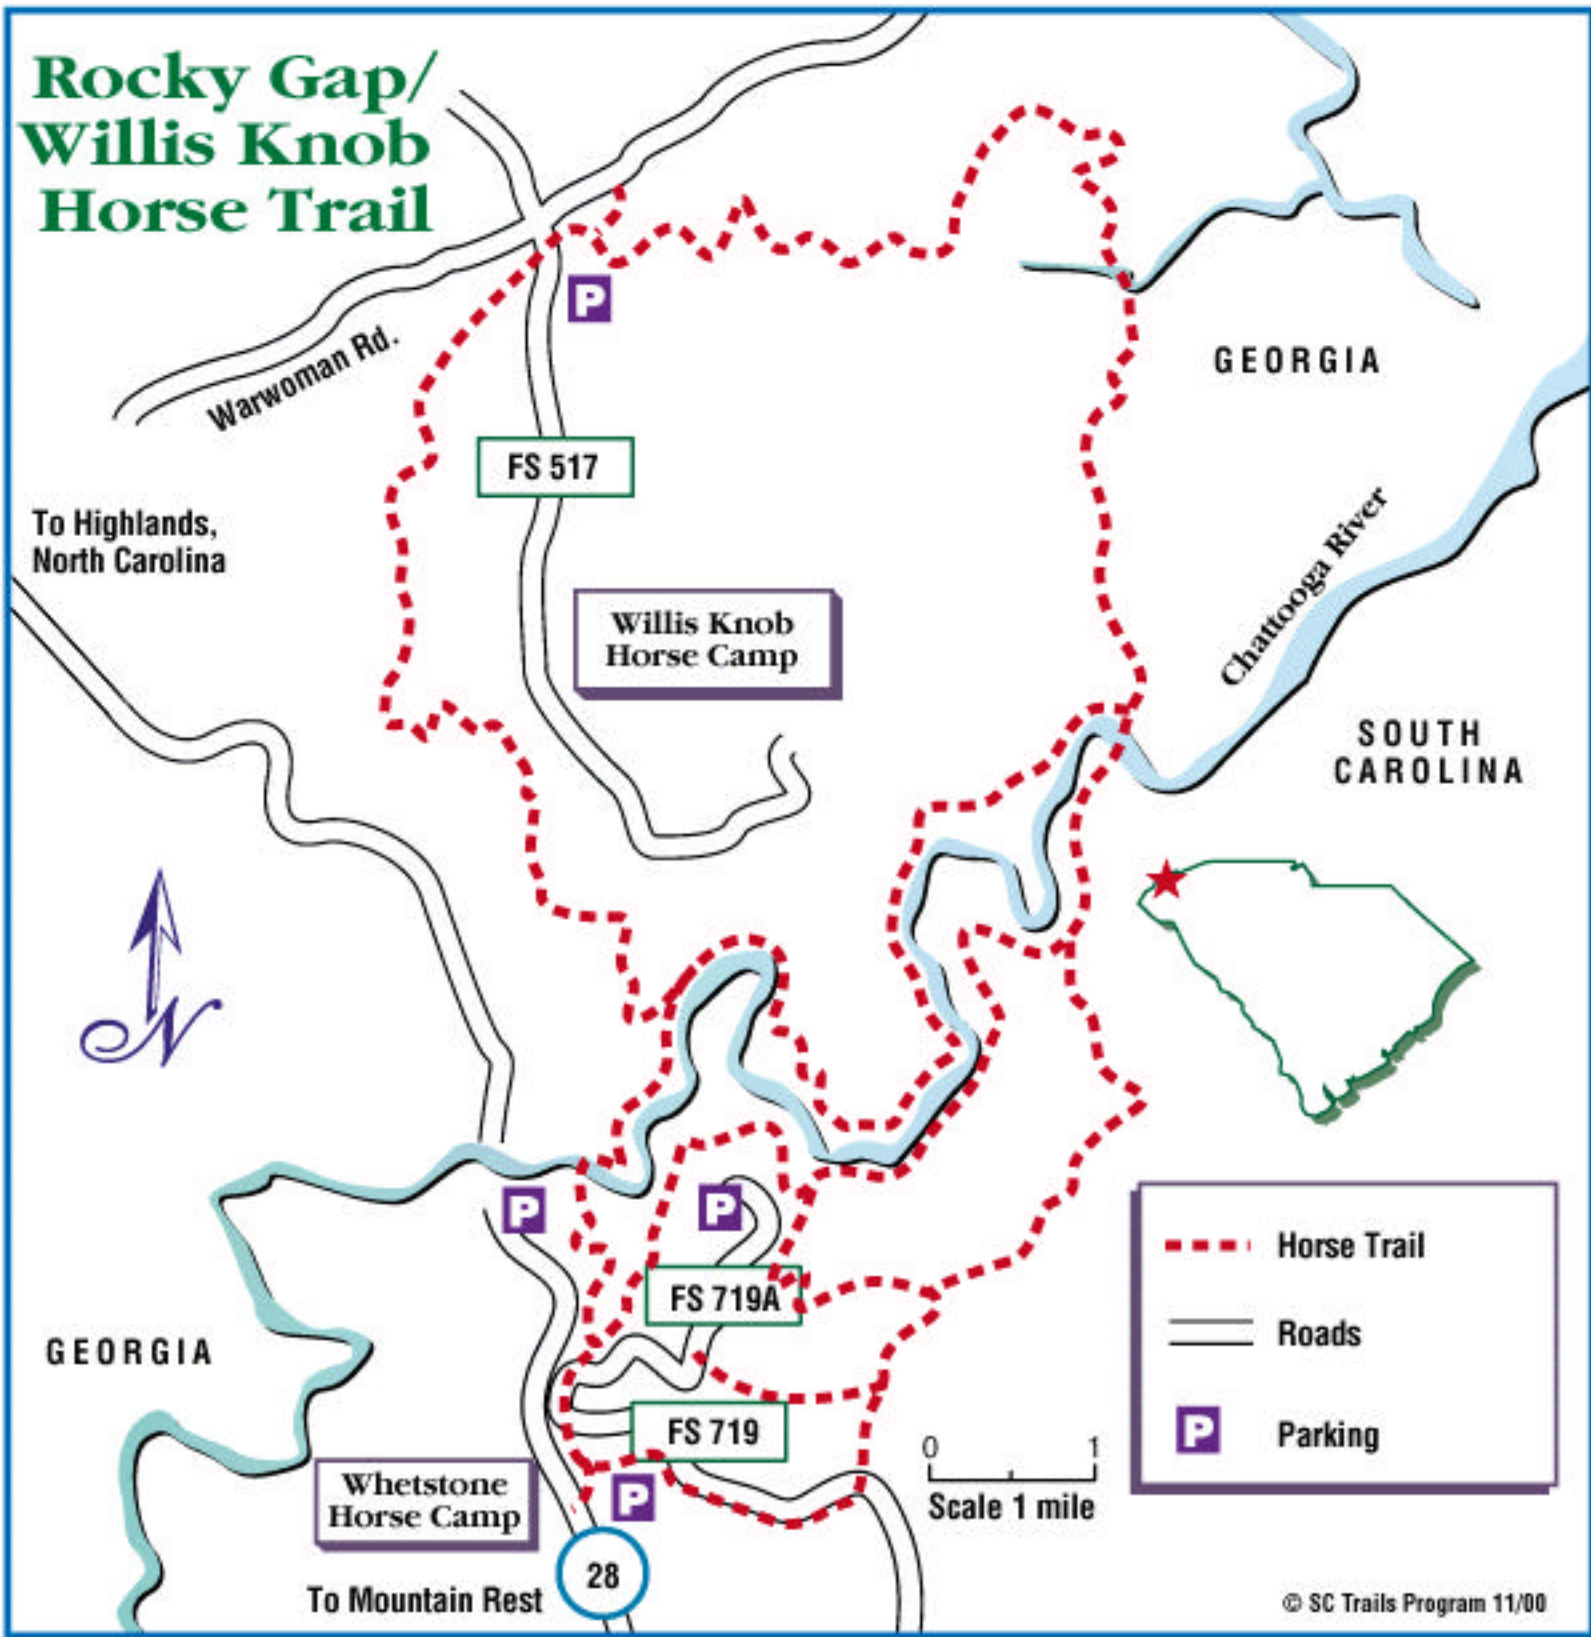 Rocky Gap/
Willis Knob
Horse Trail
P
Warwoman Rd.
GEORGIA
FS 517
To Highlands,
North Carolina
Chattooga River
Willis Knob
Horse Camp
SOUTH
CAROLINA
N
P
P
FS 719A
GEORGIA
FS 719
Whetstone
Horse Camp
P
28
To Mountain Rest
0 1
Scale 1 mile
Horse Trail
Roads
P Parking
© SC Trails Program 11/00